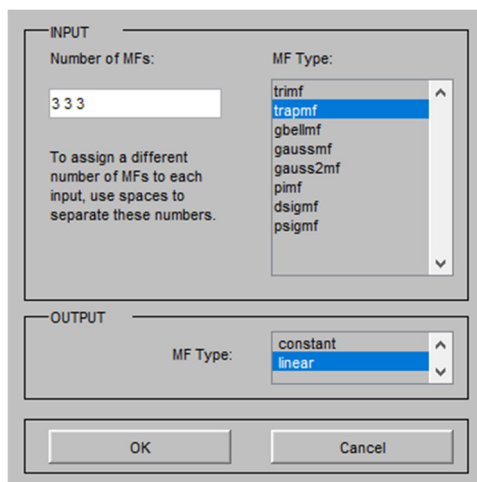 INPUT
Number of MFs:
3 3 3
To assign a different
number of MFs to each
input, use spaces to
separate these numbers.
MF Type:
trimf
trapmf
gbellmf
gaussmf
gauss2mf
pimf
dsigmf
psigmf
OUTPUT
MF Type:
constant
linear
OK
Cancel